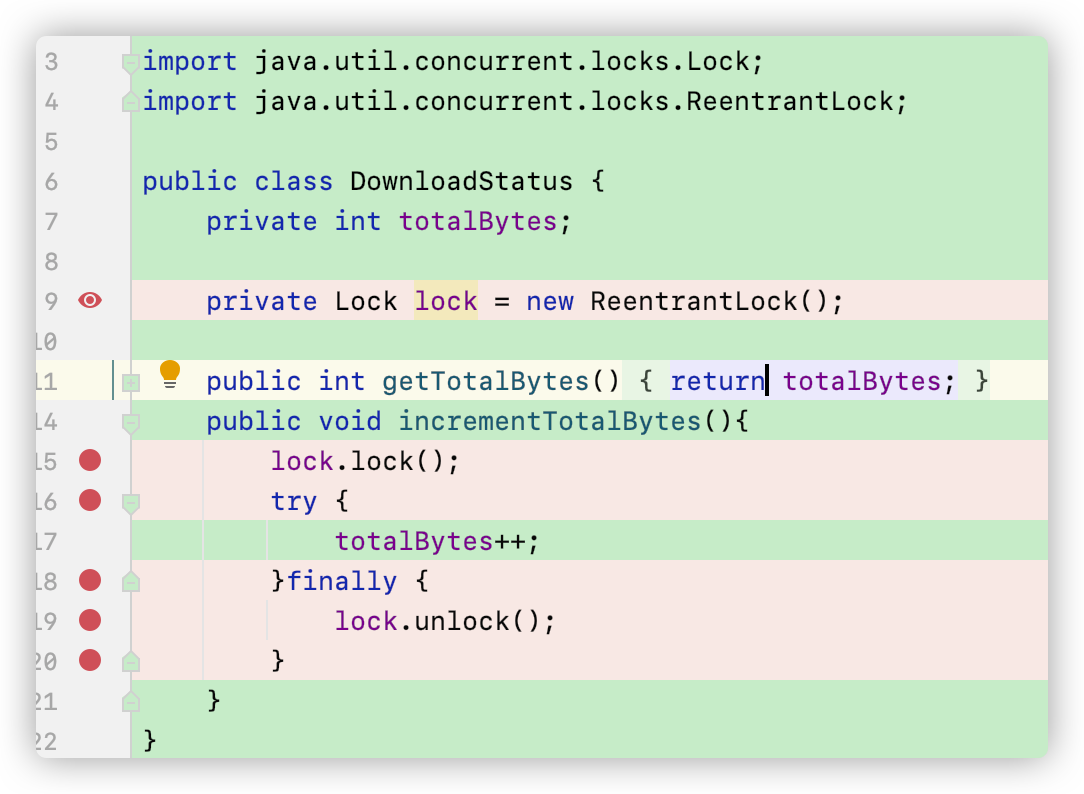 3 import java.util.concurrent.locks.Lock;
4 import java.util.concurrent.locks.ReentrantLock;
5
6 public class DownloadStatus {
7 private int totalBytes;
8
9 private Lock lock = new ReentrantLock();
10
11 public int getTotalBytes() { return totalBytes; }
14 public void incrementTotalBytes(){
15 lock.lock();
16 try {
17 totalBytes++;
18 }finally {
19 lock.unlock();
20 }
21 }
22 }